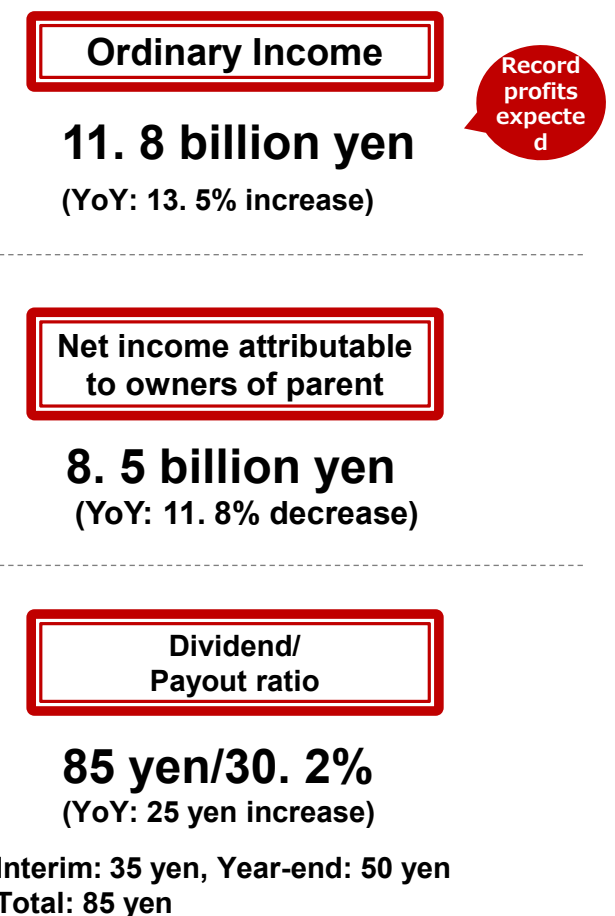 Ordinary Income
Record
profits
expecte
d
11. 8 billion yen
(YoY: 13. 5% increase)
Net income attributable
to owners of parent
8. 5 billion yen
(YoY: 11. 8% decrease)
Dividend/
Payout ratio
85 yen/30. 2%
(YoY: 25 yen increase)
Interim: 35 yen, Year-end: 50 yen
Total: 85 yen